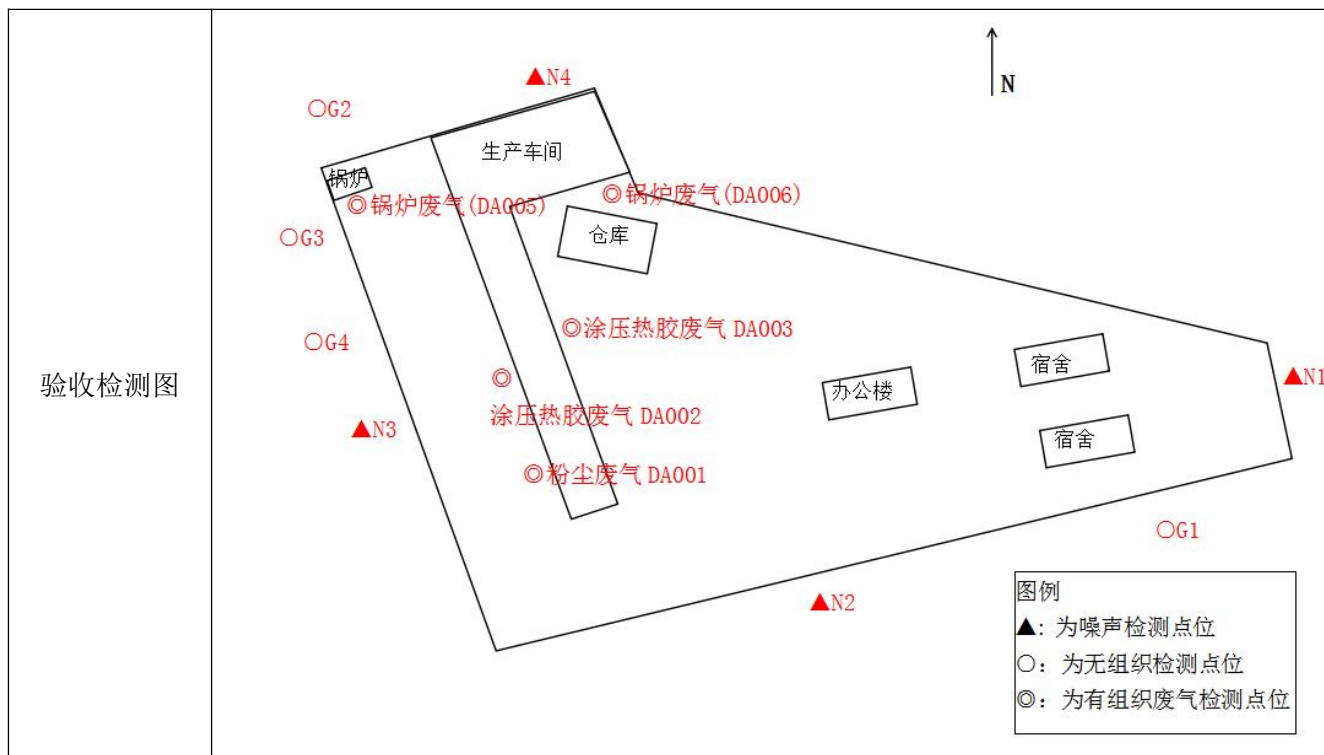 验收检测图
N
▲N4
○G2
生产车间
锅炉
◎锅炉废气(DA005)
◎锅炉废气(DA006)
仓库
○G3
◎涂压热胶废气 DA003
○G4
宿舍
▲N1
办公楼
◎
涂压热胶废气 DA002
▲N3
宿舍
◎粉尘废气 DA001
○G1
▲N2
图例
▲: 为噪声检测点位
○: 为无组织检测点位
◎: 为有组织废气检测点位